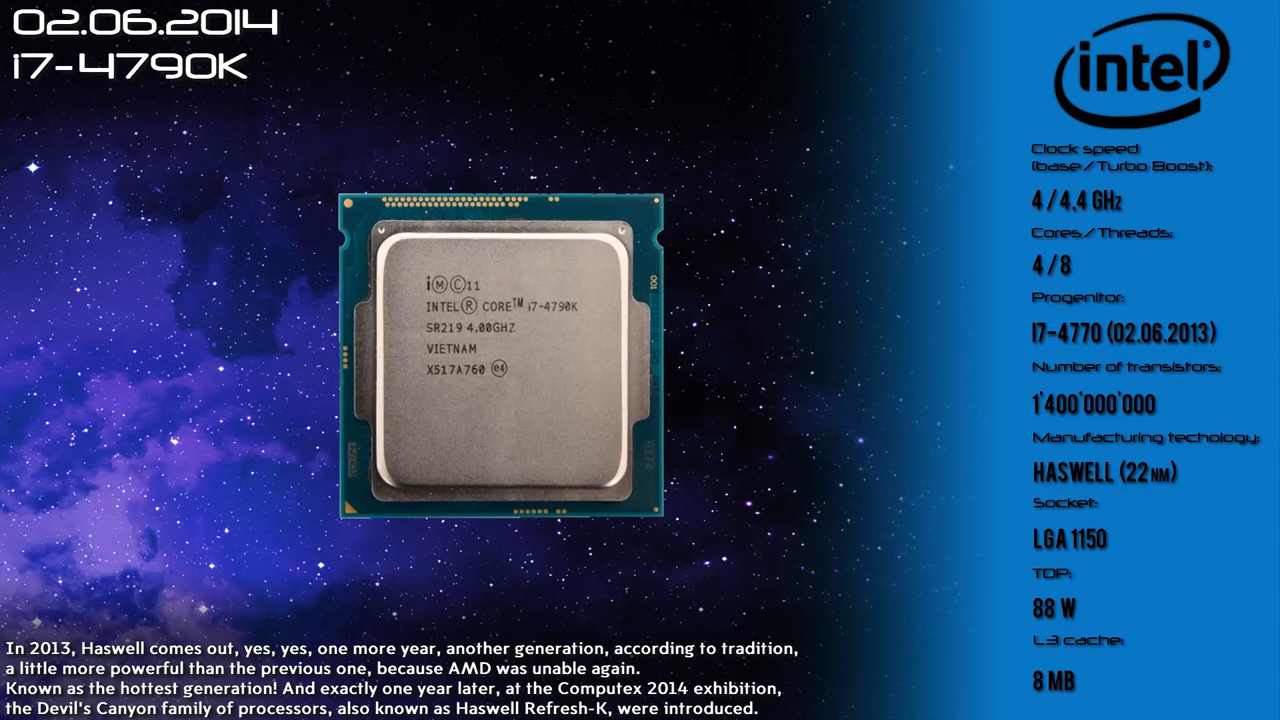 02.06.2014
i7-4790K
intel®
Clock speed
(base/Turbo Boost):
4 / 4,4 GHz
Cores/Threads:
4 / 8
Progenitor:
I7-4770 (02.06.2013)
Number of transistors:
1'400'000'000
Manufacturing techology:
HASWELL (22 NM)
Socket:
LGA 1150
TDP:
88 W
L3 cache:
8 MB
i Ⓜ Ⓒ 11
INTEL® CORE™ i7-4790K
SR219 4.00GHZ
VIETNAM
X517A760 e4
100
In 2013, Haswell comes out, yes, yes, one more year, another generation, according to tradition,
a little more powerful than the previous one, because AMD was unable again.
Known as the hottest generation! And exactly one year later, at the Computex 2014 exhibition,
the Devil's Canyon family of processors, also known as Haswell Refresh-K, were introduced.